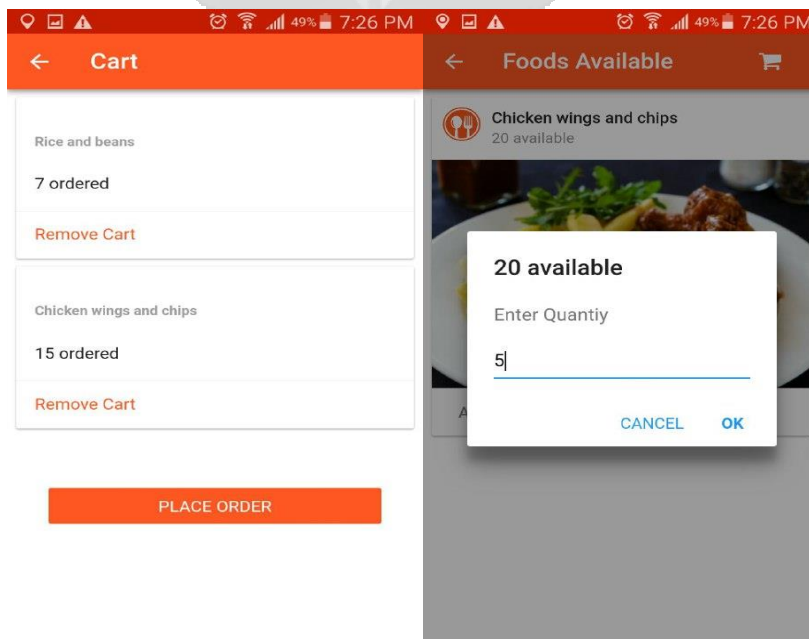 49% 7:26 PM
Cart
Rice and beans
7 ordered
Remove Cart
Chicken wings and chips
15 ordered
Remove Cart
PLACE ORDER
49% 7:26 PM
Foods Available
Chicken wings and chips
20 available
20 available
Enter Quantiy
5
A
CANCEL OK